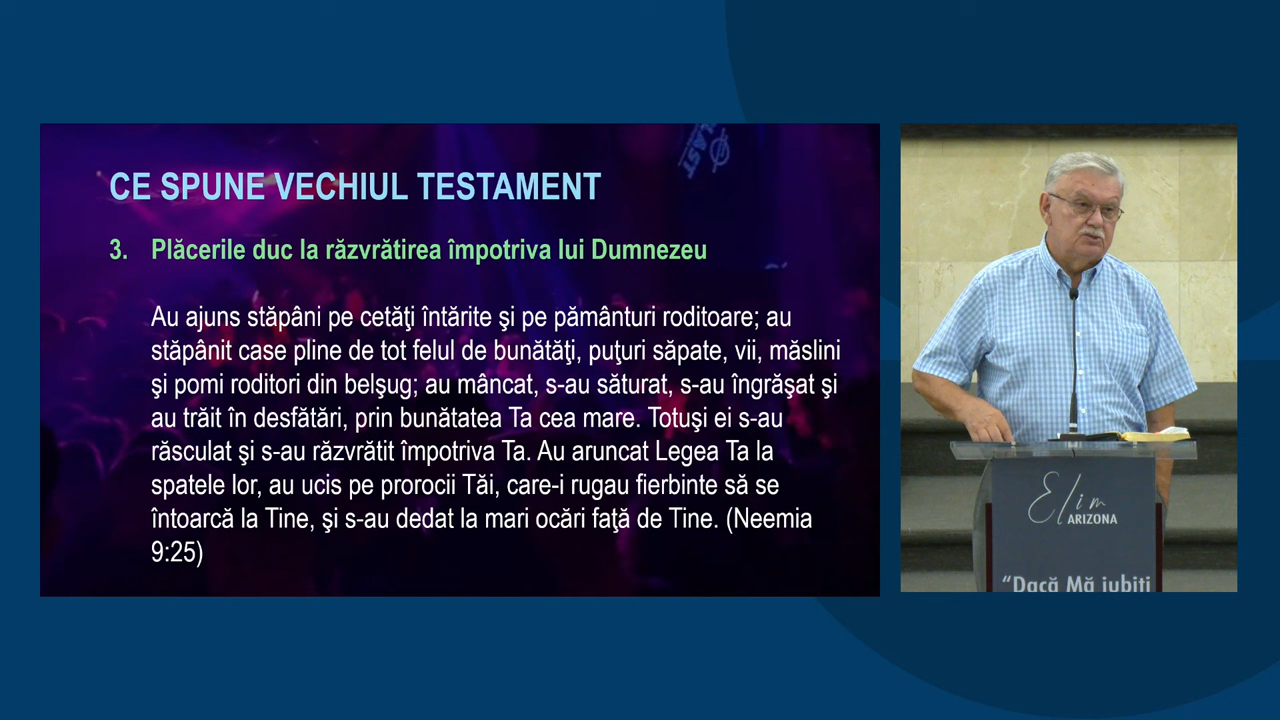 CE SPUNE VECHIUL TESTAMENT
3. Plăcerile duc la răzvrătirea împotriva lui Dumnezeu
Au ajuns stăpâni pe cetăţi întărite şi pe pământuri roditoare; au
stăpânit case pline de tot felul de bunătăţi, puţuri săpate, vii, măslini
şi pomi roditori din belşug; au mâncat, s-au săturat, s-au îngrăşat şi
au trăit în desfătări, prin bunătatea Ta cea mare. Totuşi ei s-au
răsculat şi s-au răzvrătit împotriva Ta. Au aruncat Legea Ta la
spatele lor, au ucis pe prorocii Tăi, care-i rugau fierbinte să se
întoarcă la Tine, şi s-au dedat la mari ocări faţă de Tine. (Neemia
9:25)
Elim
ARIZONA
“Dacă Mă iubiți